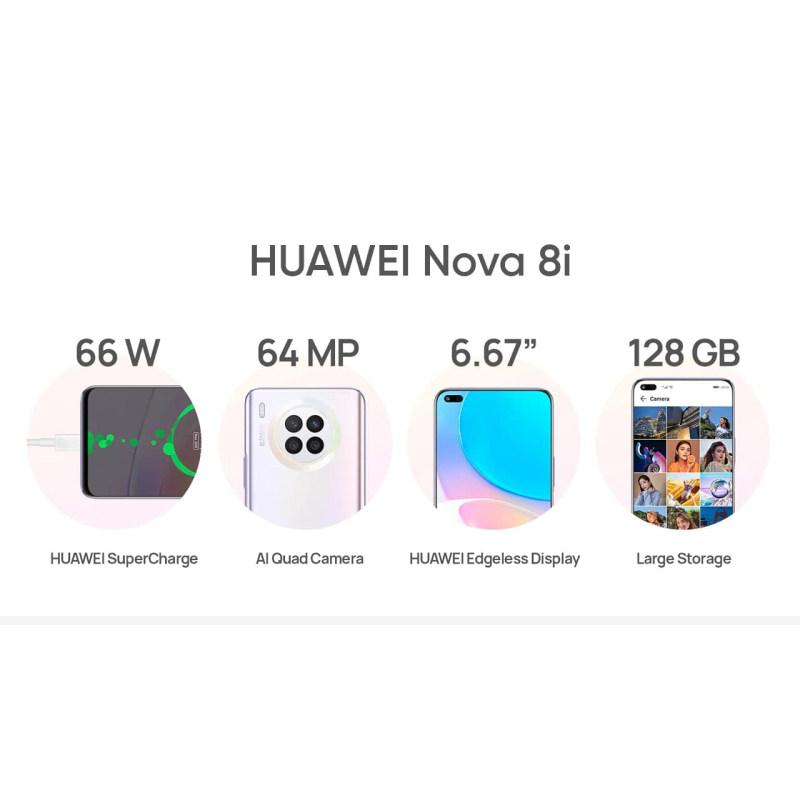 HUAWEI Nova 8i
66 W
64 MP
6.67”
128 GB
Camera
HUAWEI SuperCharge
AI Quad Camera
HUAWEI Edgeless Display
Large Storage